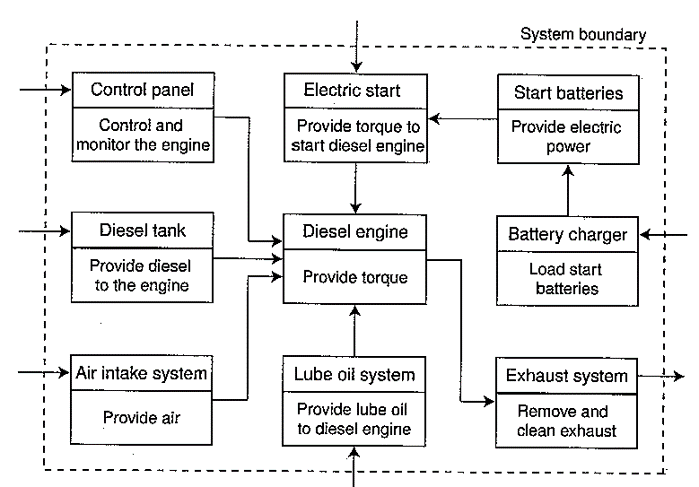 System boundary
Control panel
Control and
monitor the engine
Electric start
Provide torque to
start diesel engine
Start batteries
Provide electric
power
Diesel tank
Provide diesel
to the engine
Diesel engine
Provide torque
Battery charger
Load start
batteries
Air intake system
Provide air
Lube oil system
Provide lube oil
to diesel engine
Exhaust system
Remove and
clean exhaust